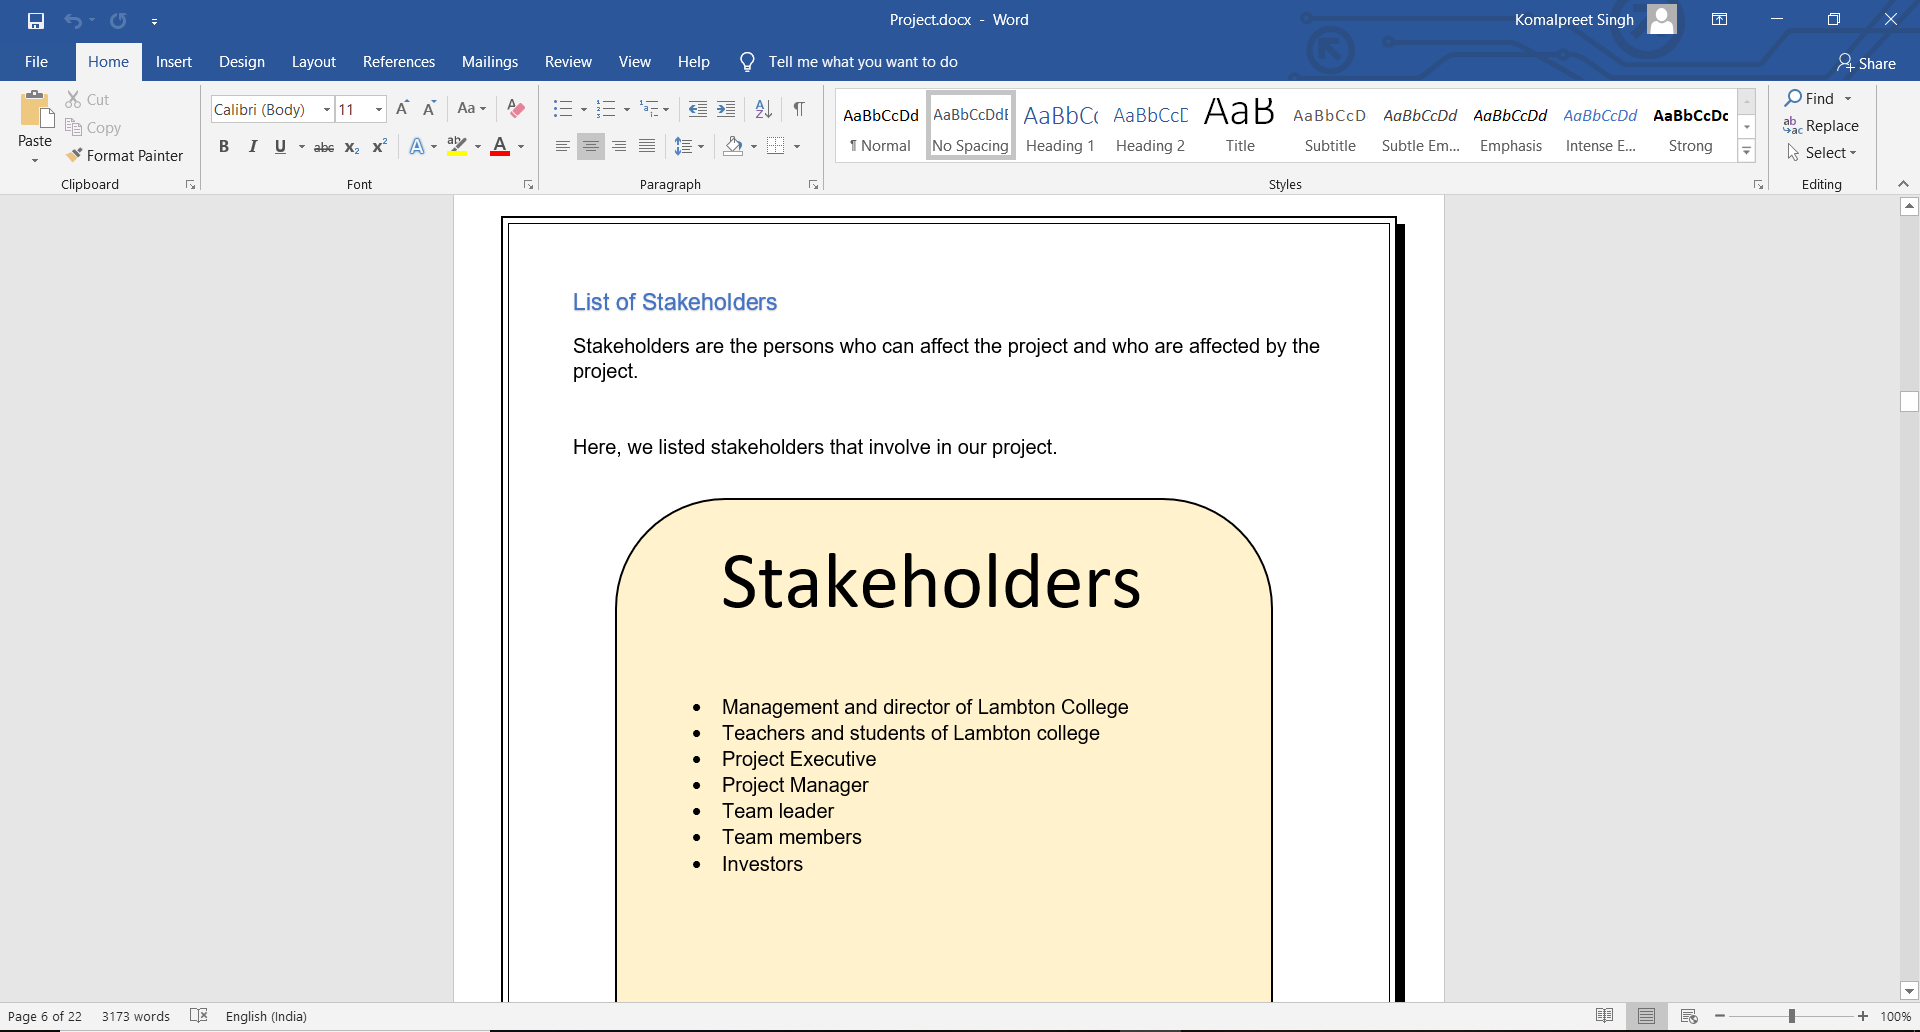 Project.docx - Word
Komalpreet Singh
File Home Insert Design Layout References Mailings Review View Help Tell me what you want to do
Share
Paste
Cut
Copy
Format Painter
Clipboard
Calibri (Body) 11
Font
Paragraph
AaBbCcDd ¶ Normal
AaBbCcDdE No Spacing
AaBbCc Heading 1
AaBbCcD Heading 2
AaB Title
AaBbCcD Subtitle
AaBbCcDd Subtle Em...
AaBbCcDd Emphasis
AaBbCcDd Intense E...
AaBbCcDc Strong
Styles
Find
Replace
Select
Editing
List of Stakeholders
Stakeholders are the persons who can affect the project and who are affected by the
project.
Here, we listed stakeholders that involve in our project.
Stakeholders
• Management and director of Lambton College
• Teachers and students of Lambton college
• Project Executive
• Project Manager
• Team leader
• Team members
• Investors
Page 6 of 22 3173 words English (India) 100%